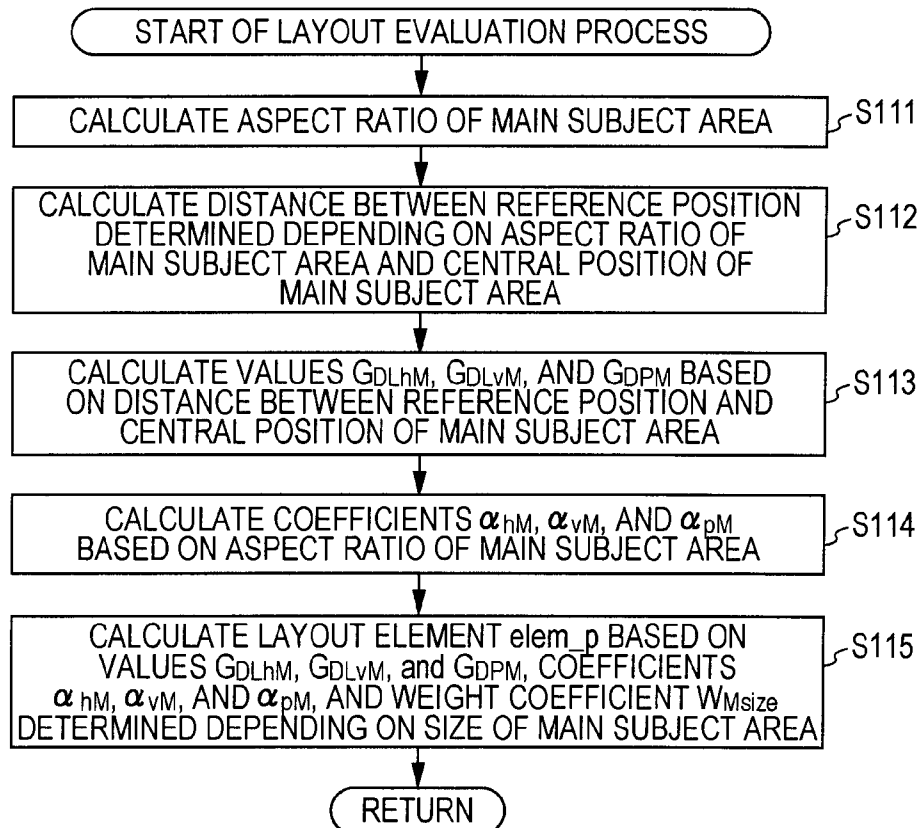 START OF LAYOUT EVALUATION PROCESS
CALCULATE ASPECT RATIO OF MAIN SUBJECT AREA
S111
CALCULATE DISTANCE BETWEEN REFERENCE POSITION
DETERMINED DEPENDING ON ASPECT RATIO OF
MAIN SUBJECT AREA AND CENTRAL POSITION OF
MAIN SUBJECT AREA
S112
CALCULATE VALUES GDLhM, GDLvM, AND GDPM BASED
ON DISTANCE BETWEEN REFERENCE POSITION AND
CENTRAL POSITION OF MAIN SUBJECT AREA
S113
CALCULATE COEFFICIENTS αhM, αvM, AND αpM
BASED ON ASPECT RATIO OF MAIN SUBJECT AREA
S114
CALCULATE LAYOUT ELEMENT elem_p BASED ON
VALUES GDLhM, GDLvM, and GDPM, COEFFICIENTS
αhM, αvM, AND αpM, AND WEIGHT COEFFICIENT WMsize
DETERMINED DEPENDING ON SIZE OF MAIN SUBJECT AREA
S115
RETURN